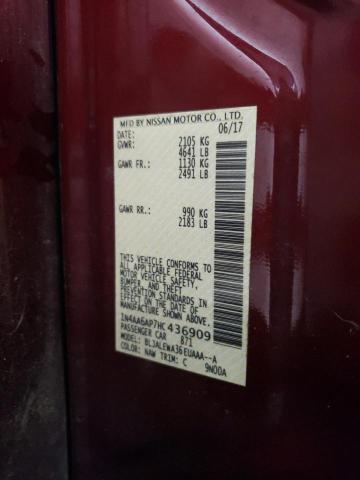 MFD BY NISSAN MOTOR CO., LTD.
DATE: 06/17
GVWR: 2105 KG
4641 LB
GAWR FR.: 1130 KG
2491 LB
GAWR RR.: 990 KG
2183 LB
THIS VEHICLE CONFORMS TO
ALL APPLICABLE FEDERAL
MOTOR VEHICLE SAFETY,
BUMPER, AND THEFT
PREVENTION STANDARDS IN
EFFECT ON THE DATE OF
MANUFACTURE SHOWN ABOVE.
1N4AA6AP7HC436909
PASSENGER CAR 871
MODEL: BLJALEWA36EUAAA--A
COLOR: NAW TRIM: C 9N00A